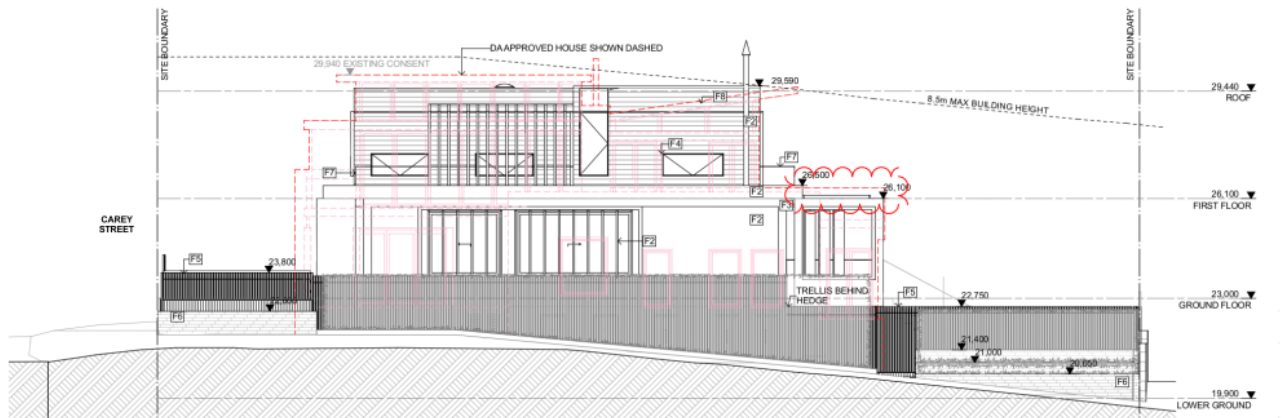 SITE BOUNDARY
SITE BOUNDARY
DA APPROVED HOUSE SHOWN DASHED
29,940 EXISTING CONSENT
29,590
29,440
ROOF
8.5m MAX BUILDING HEIGHT
F8
F2
F4
F7
F7
26,500
F2
26,100
26,100
FIRST FLOOR
F3
F2
CAREY
STREET
F2
F5
23,800
TRELLIS BEHIND
HEDGE
F5
22,750
23,000
GROUND FLOOR
F6
21,400
21,000
F6
19,900
LOWER GROUND